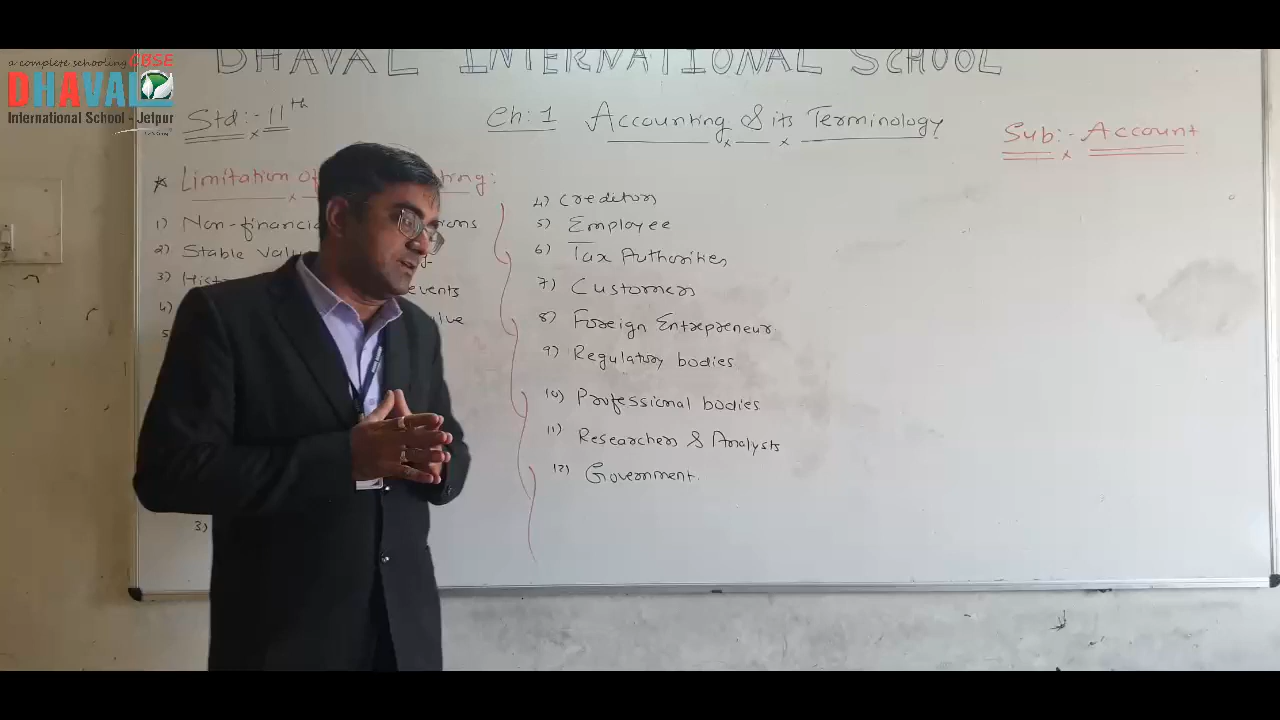 a complete schooling CBSE
DHAVAL
International School - Jetpur
DHAVAL INTERNATIONAL SCHOOL
Std:- 11th
Ch: 1 Accounting & its Terminology
Sub:- Account
* Limitation of
1) Non-financi
2) Stable Valu
3) Hist events
4)
5)
3)
4) Creditors
5) Employee
6) Tax Authorities
7) Customers
8) Foreign Entrepreneur
9) Regulatory bodies
10) Professional bodies
11) Researchers & Analysts
12) Government.